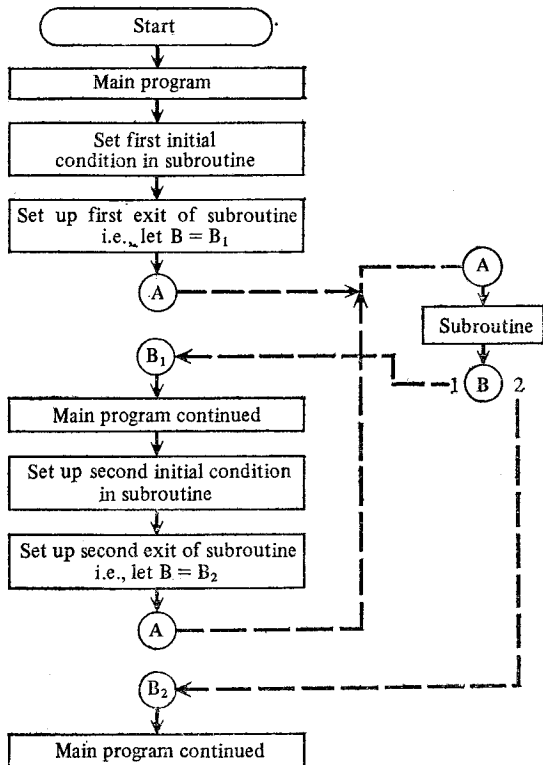 Start
Main program
Set first initial
condition in subroutine
Set up first exit of subroutine
i.e., let B = B₁
A
A
Subroutine
B₁
1 B 2
Main program continued
Set up second initial condition
in subroutine
Set up second exit of subroutine
i.e., let B = B₂
A
B₂
Main program continued